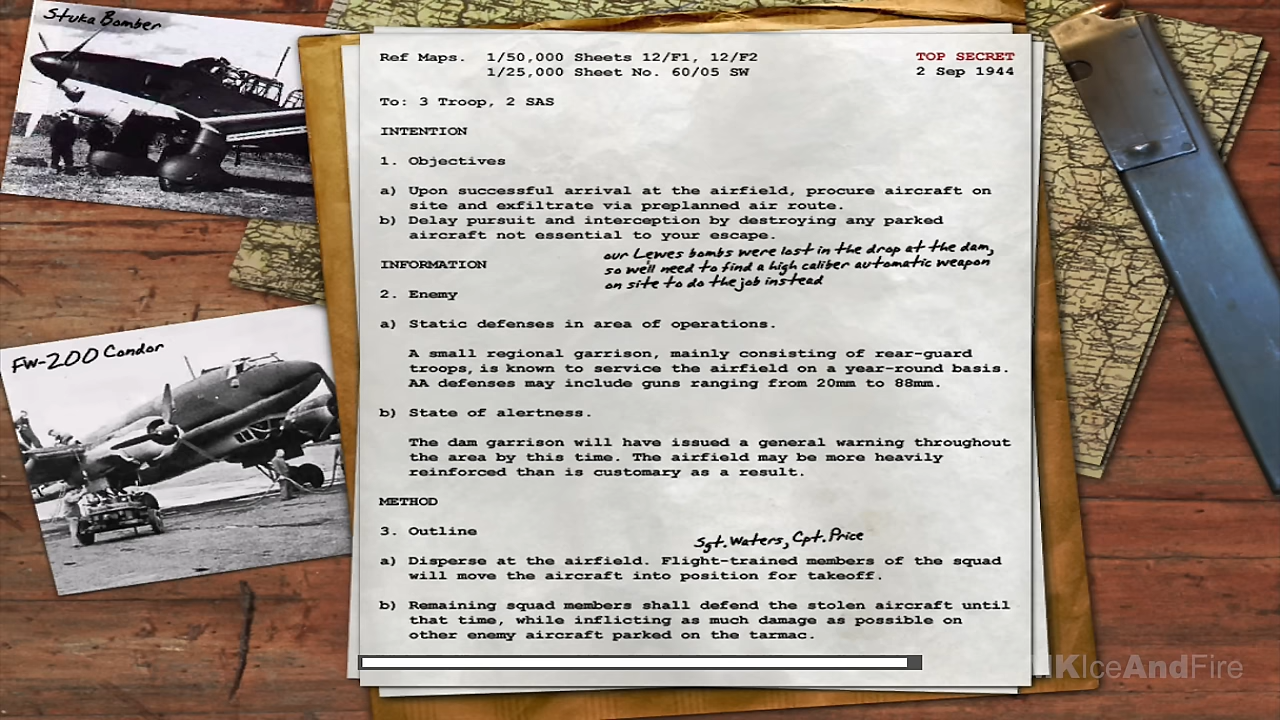 Stuka Bomber
FW-200 Condor
Ref Maps. 1/50,000 Sheets 12/F1, 12/F2
1/25,000 Sheet No. 60/05 SW
TOP SECRET
2 Sep 1944
To: 3 Troop, 2 SAS
INTENTION
1. Objectives
a) Upon successful arrival at the airfield, procure aircraft on
site and exfiltrate via preplanned air route.
b) Delay pursuit and interception by destroying any parked
aircraft not essential to your escape.
our Lewes bombs were lost in the drop at the dam,
so we'll need to find a high caliber automatic weapon
on site to do the job instead
INFORMATION
2. Enemy
a) Static defenses in area of operations.
A small regional garrison, mainly consisting of rear-guard
troops, is known to service the airfield on a year-round basis.
AA defenses may include guns ranging from 20mm to 88mm.
b) State of alertness.
The dam garrison will have issued a general warning throughout
the area by this time. The airfield may be more heavily
reinforced than is customary as a result.
METHOD
3. Outline
Sgt. Waters, Cpt. Price
a) Disperse at the airfield. Flight-trained members of the squad
will move the aircraft into position for takeoff.
b) Remaining squad members shall defend the stolen aircraft until
that time, while inflicting as much damage as possible on
other enemy aircraft parked on the tarmac.
MKIceAndFire